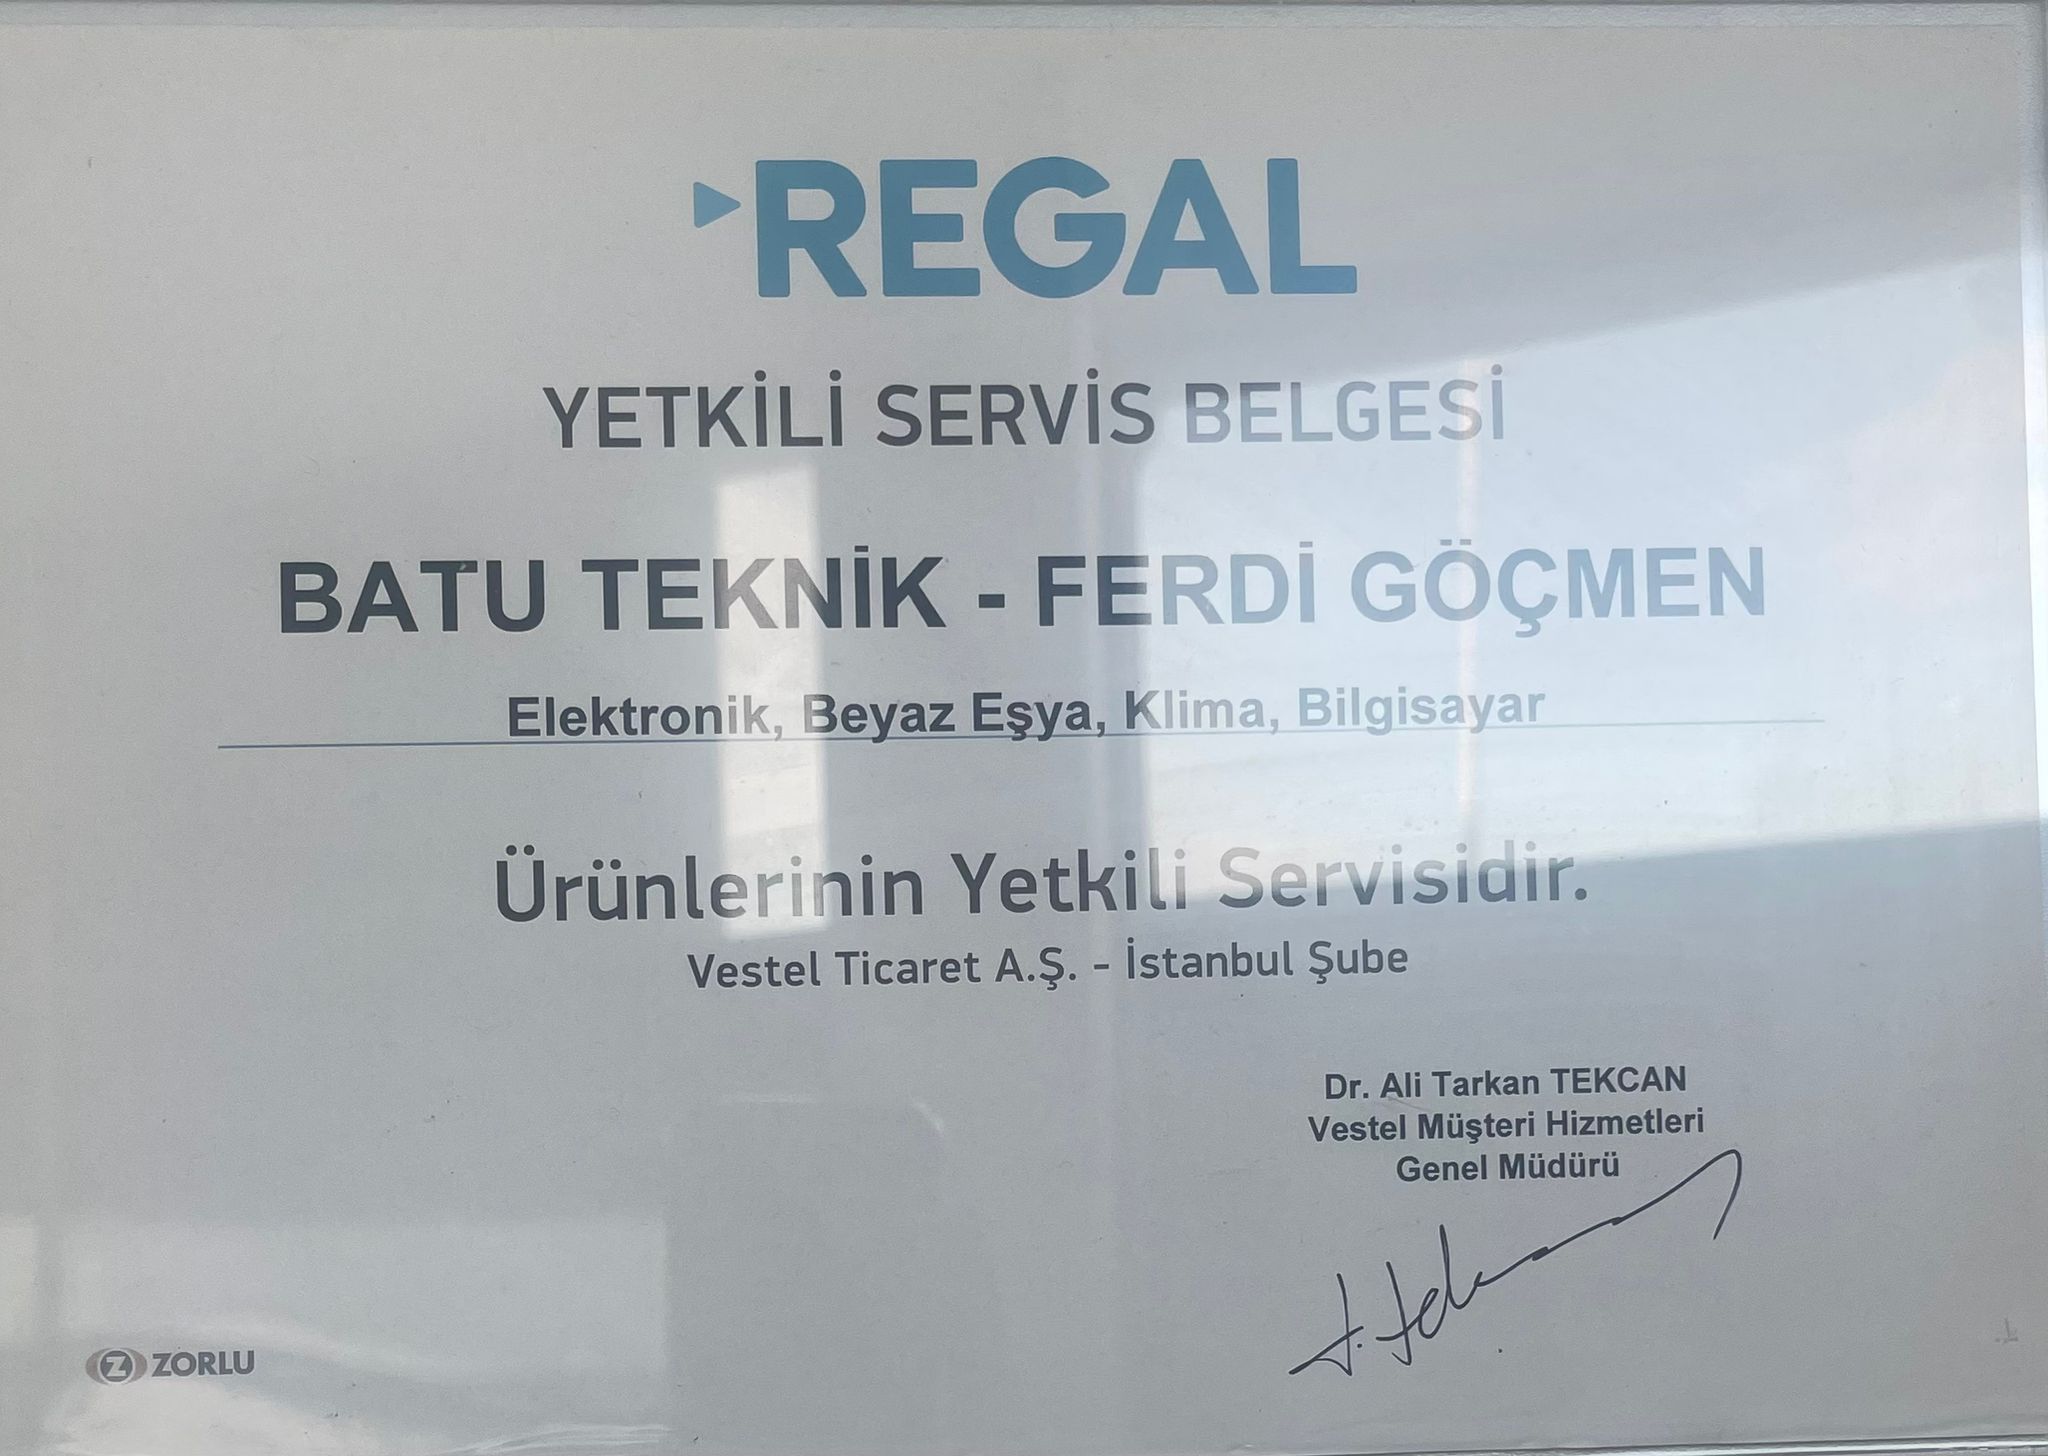 REGAL
YETKİLİ SERVİS BELGESİ
BATU TEKNİK - FERDİ GÖÇMEN
Elektronik, Beyaz Eşya, Klima, Bilgisayar
Ürünlerinin Yetkili Servisidir.
Vestel Ticaret A.Ş. - İstanbul Şube
Dr. Ali Tarkan TEKCAN
Vestel Müşteri Hizmetleri
Genel Müdürü
Z ZORLU